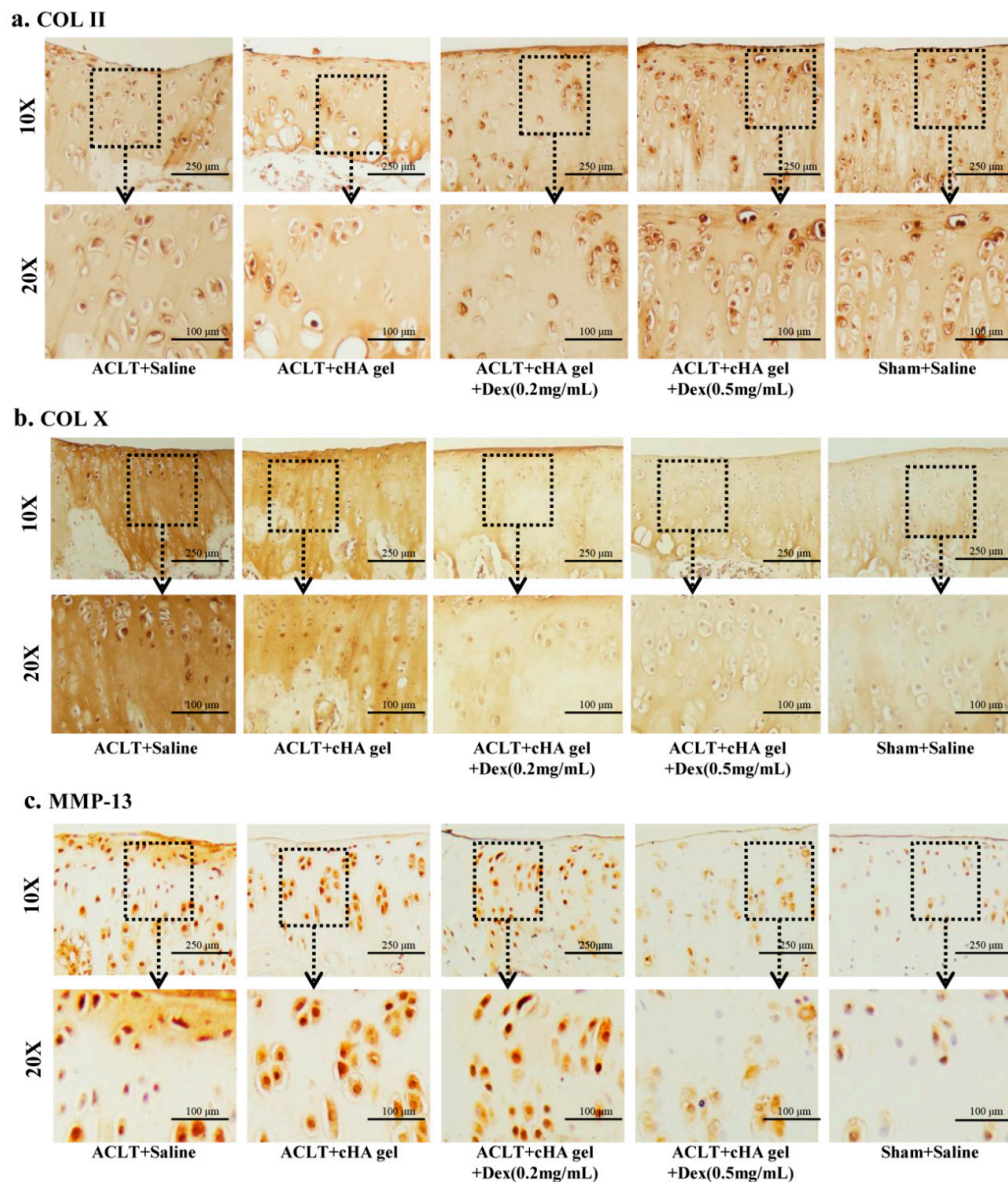 a. COL II
10X
250 μm 250 μm 250 μm 250 μm 250 μm
20X
100 μm 100 μm 100 μm 100 μm 100 μm
ACLT+Saline ACLT+cHA gel ACLT+cHA gel ACLT+cHA gel Sham+Saline
+Dex(0.2mg/mL) +Dex(0.5mg/mL)
b. COL X
10X
250 μm 250 μm 250 μm 250 μm 250 μm
20X
100 μm 100 μm 100 μm 100 μm 100 μm
ACLT+Saline ACLT+cHA gel ACLT+cHA gel ACLT+cHA gel Sham+Saline
+Dex(0.2mg/mL) +Dex(0.5mg/mL)
c. MMP-13
10X
250 μm 250 μm 250μm 250 μm 250 μm
20X
100 μm 100 μm 100 μm 100 μm 100 μm
ACLT+Saline ACLT+cHA gel ACLT+cHA gel ACLT+cHA gel Sham+Saline
+Dex(0.2mg/mL) +Dex(0.5mg/mL)